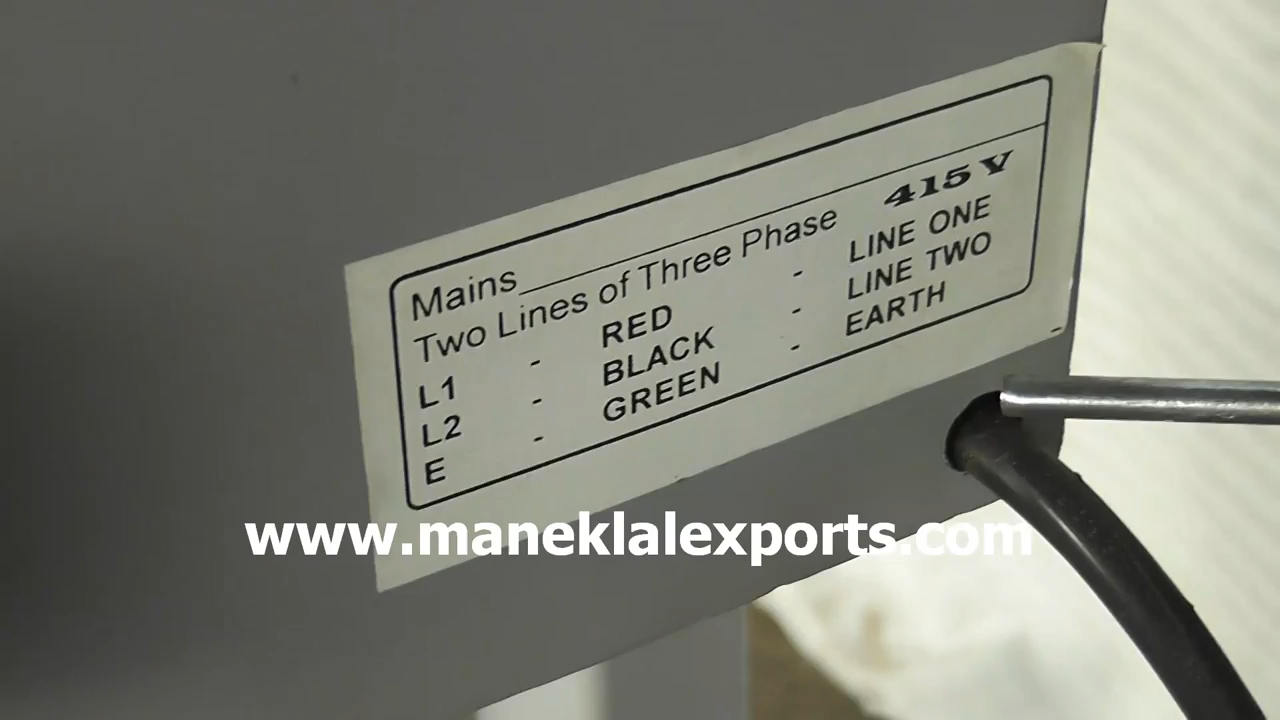 Mains
Two Lines of Three Phase 415 V
L1 - RED - LINE ONE
L2 - BLACK - LINE TWO
E - GREEN - EARTH
www.maneklalexports.com